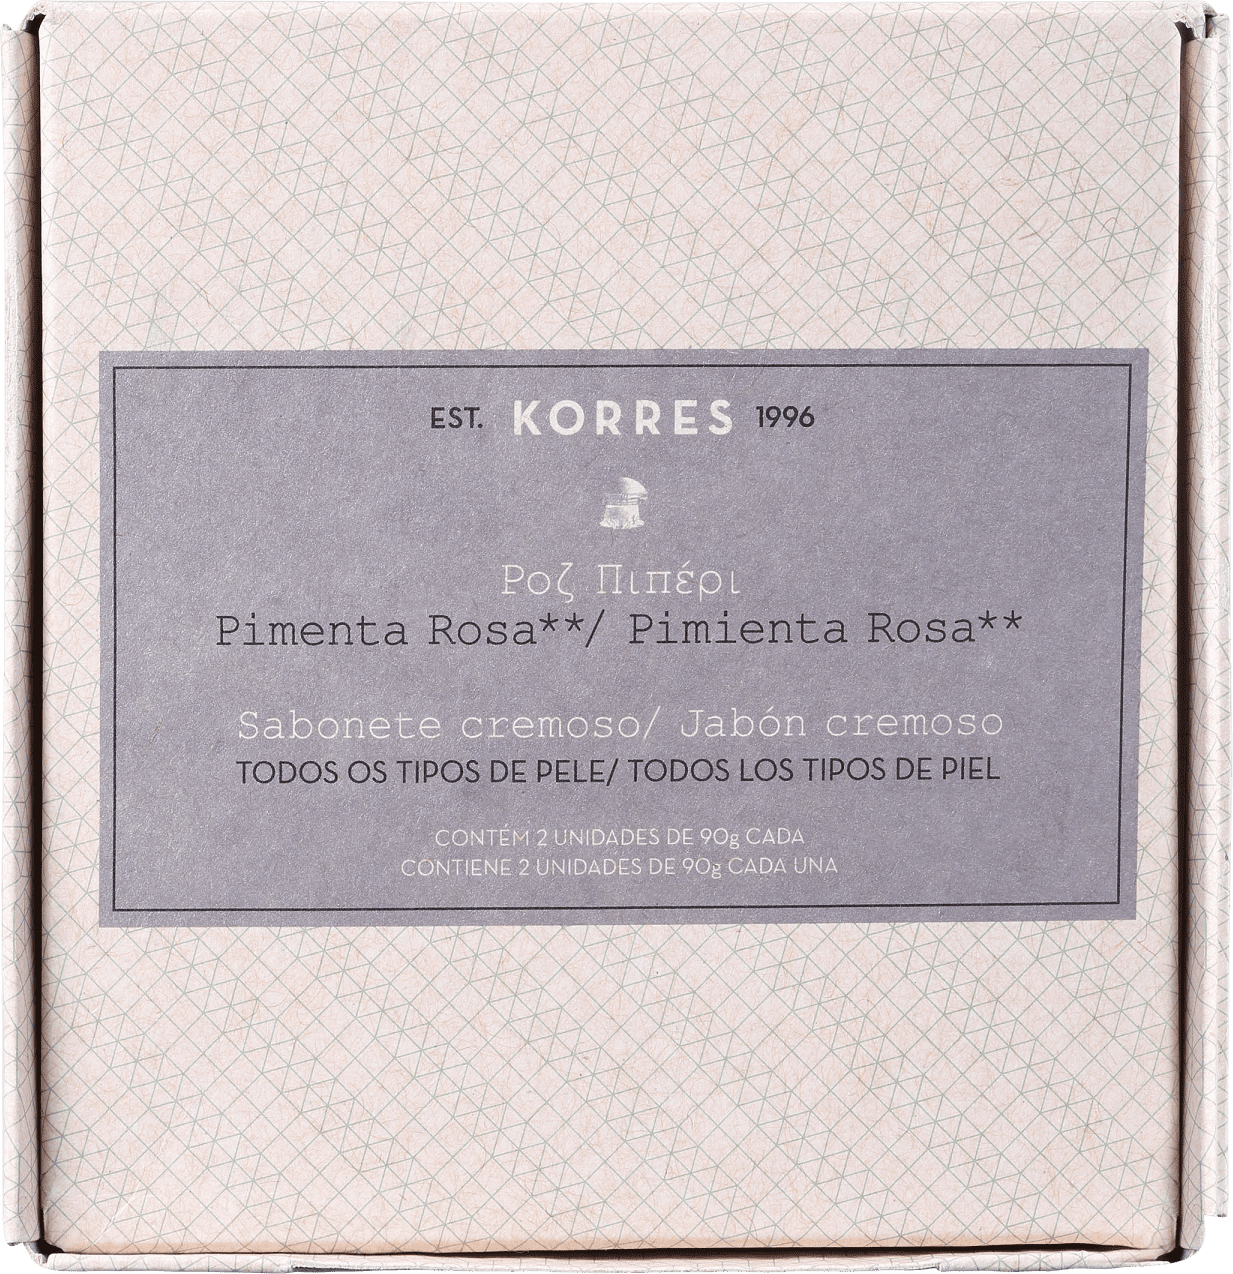 EST. KORRES 1996
Ροζ Πιπέρι
Pimenta Rosa**/ Pimienta Rosa**
Sabonete cremoso/ Jabón cremoso
TODOS OS TIPOS DE PELE/ TODOS LOS TIPOS DE PIEL
CONTÉM 2 UNIDADES DE 90g CADA
CONTIENE 2 UNIDADES DE 90g CADA UNA